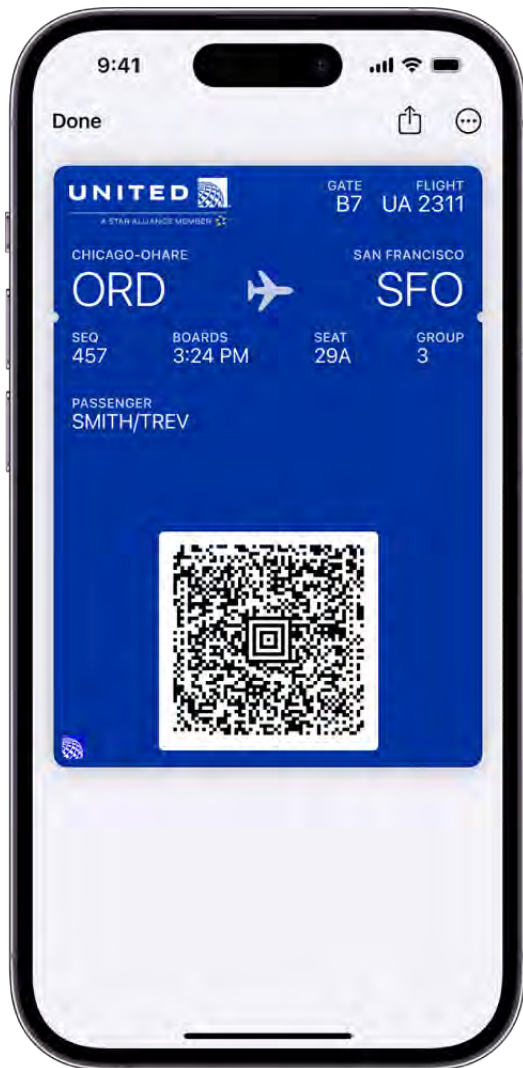 9:41
Done
UNITED
A STAR ALLIANCE MEMBER
GATE FLIGHT
B7 UA 2311
CHICAGO-OHARE SAN FRANCISCO
ORD SFO
SEQ BOARDS SEAT GROUP
457 3:24 PM 29A 3
PASSENGER
SMITH/TREV